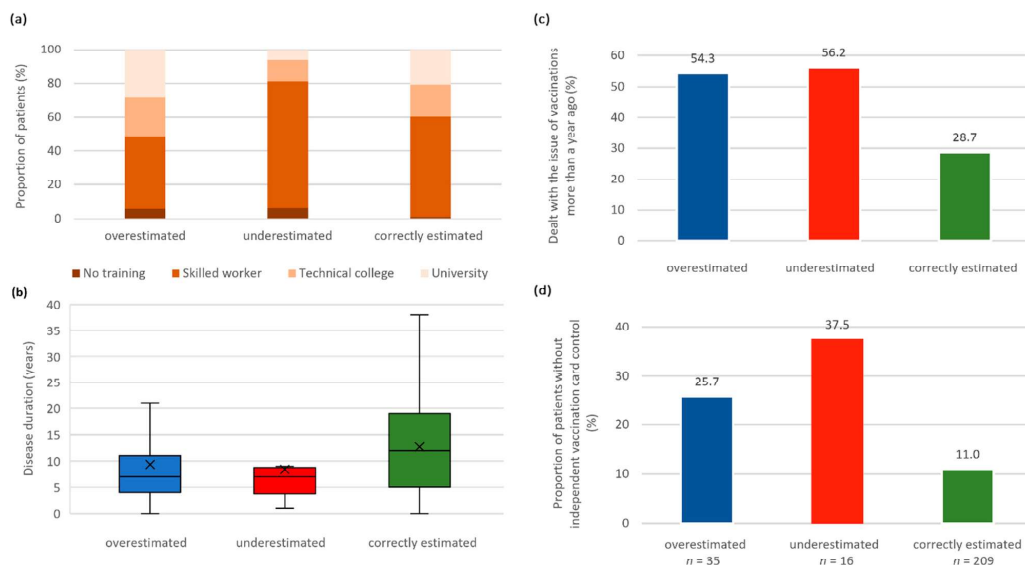 (a)
Proportion of patients (%)
100
80
60
40
20
0
overestimated
underestimated
correctly estimated
No training
Skilled worker
Technical college
University
(b)
Disease duration (years)
40
35
30
25
20
15
10
5
0
overestimated
underestimated
correctly estimated
(c)
Dealt with the issue of vaccinations
more than a year ago (%)
60
50
40
30
20
10
0
54.3
56.2
28.7
overestimated
underestimated
correctly estimated
(d)
Proportion of patients without
independent vaccination card control
(%)
40
30
20
10
0
25.7
37.5
11.0
overestimated
n = 35
underestimated
n = 16
correctly estimated
n = 209